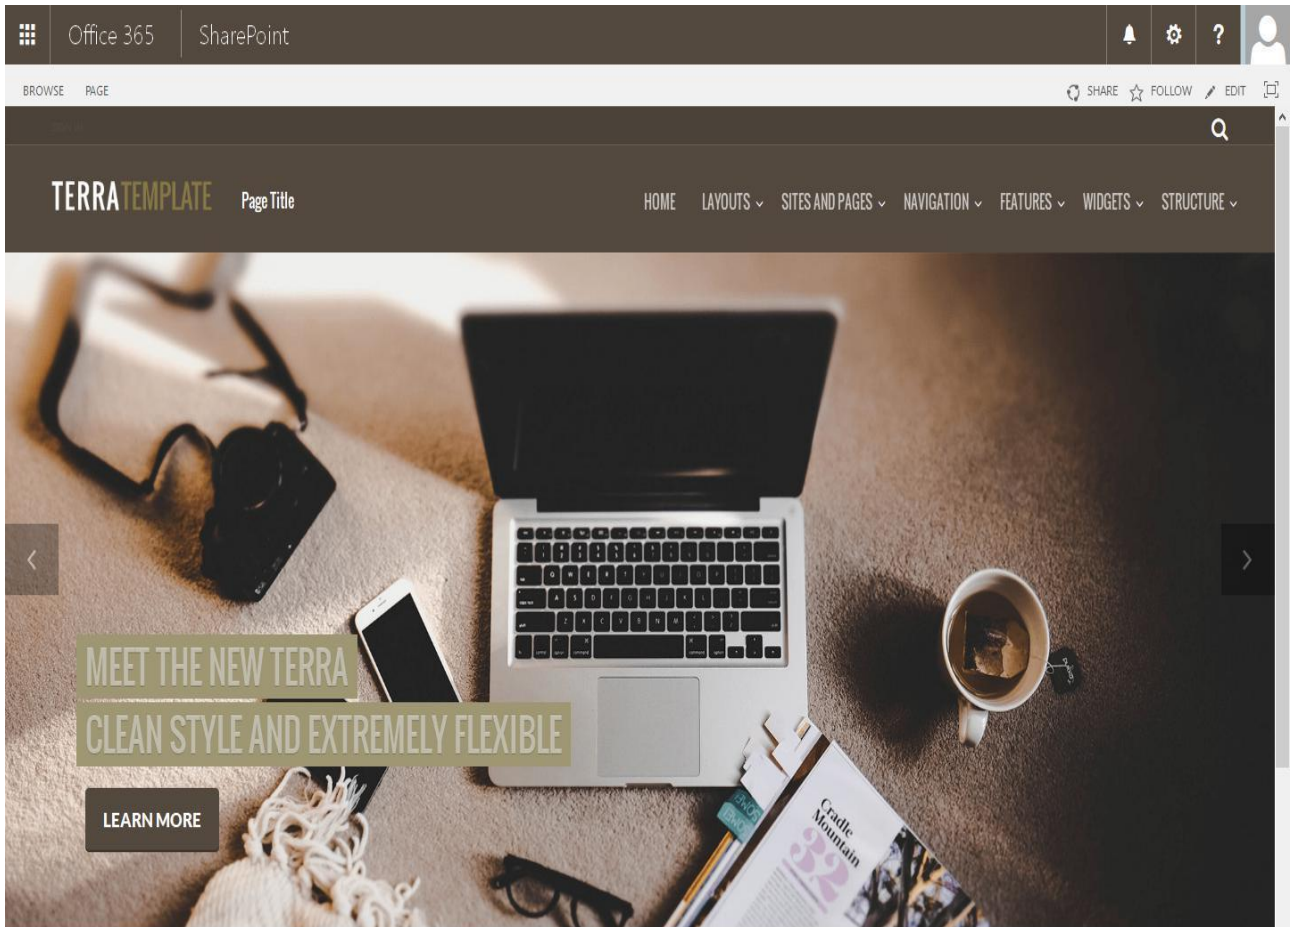 Office 365 SharePoint ?
BROWSE PAGE SHARE FOLLOW EDIT
TERRATEMPLATE Page Title HOME LAYOUTS SITES AND PAGES NAVIGATION FEATURES WIDGETS STRUCTURE
MEET THE NEW TERRA
CLEAN STYLE AND EXTREMELY FLEXIBLE
LEARN MORE
Cradle
Mountain
32